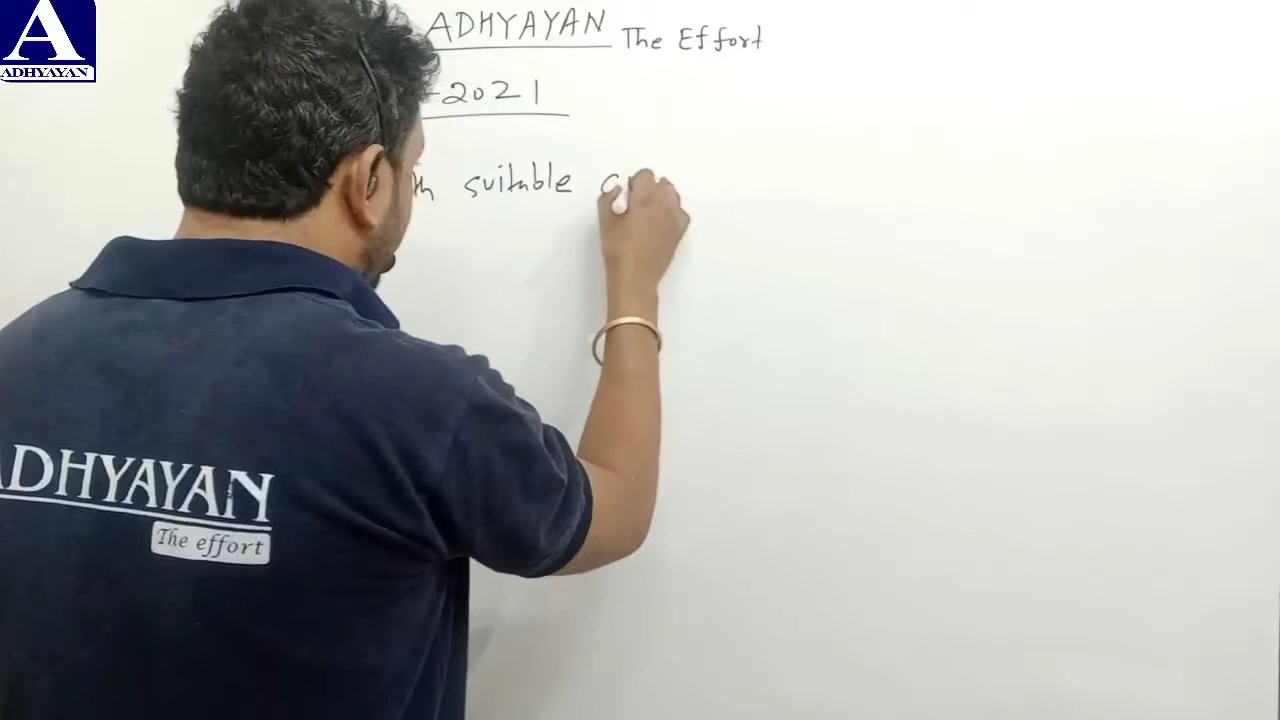 A
ADHYAYAN
ADHYAYAN The Effort
-2021
suitable
ADHYAYAN
The effort